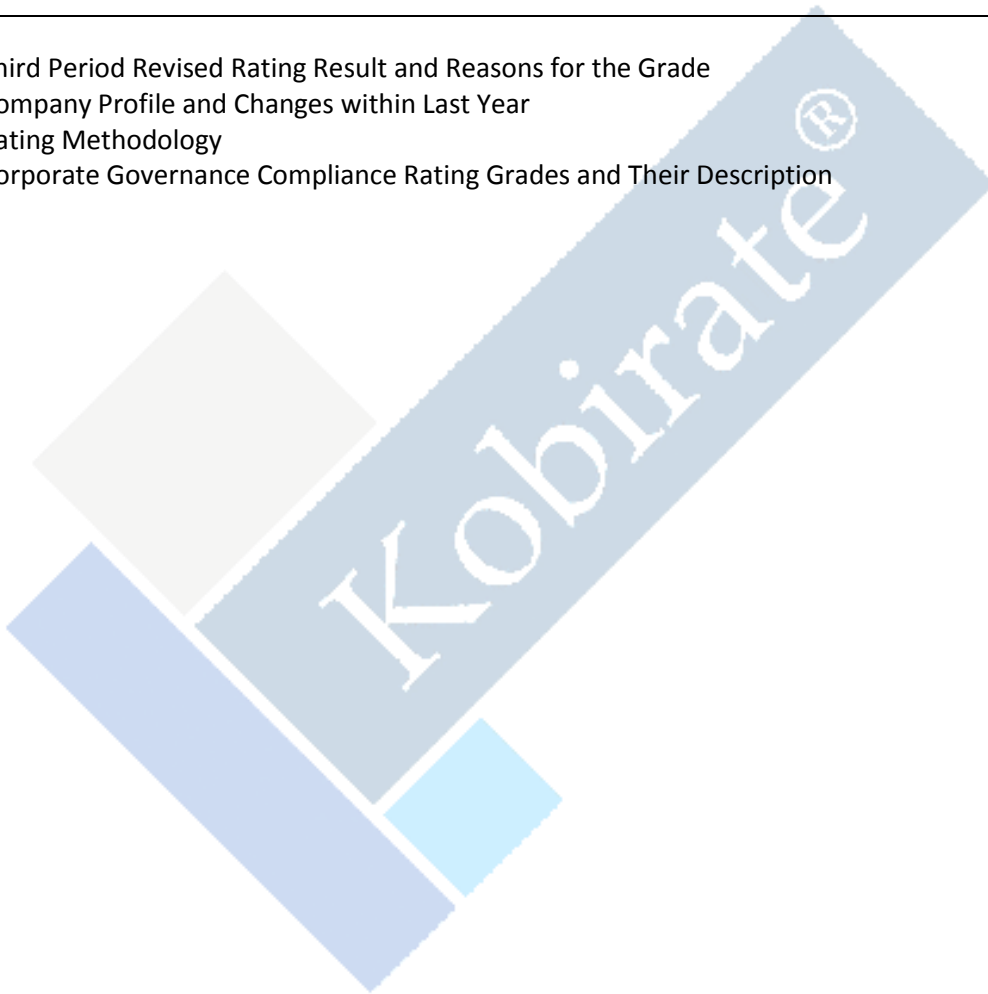 hird Period Revised Rating Result and Reasons for the Grade
ompany Profile and Changes within Last Year
ating Methodology
orporate Governance Compliance Rating Grades and Their Description
Kobirate®